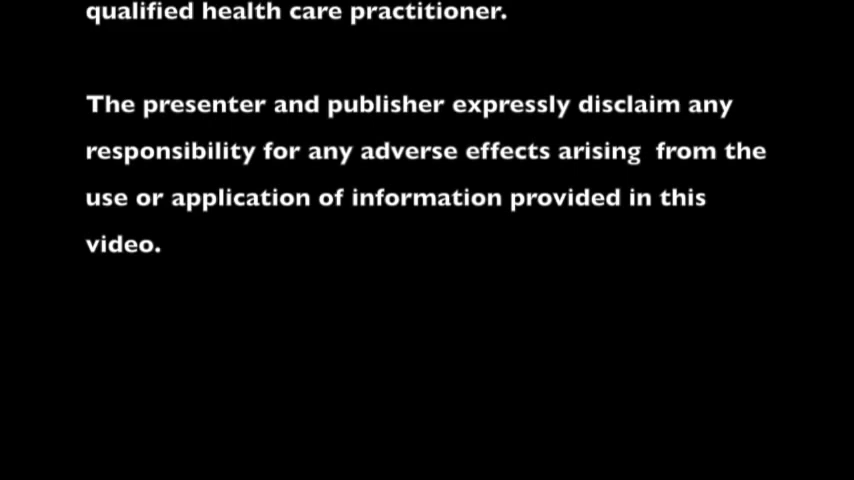 qualified health care practitioner.
The presenter and publisher expressly disclaim any
responsibility for any adverse effects arising  from the
use or application of information provided in this
video.